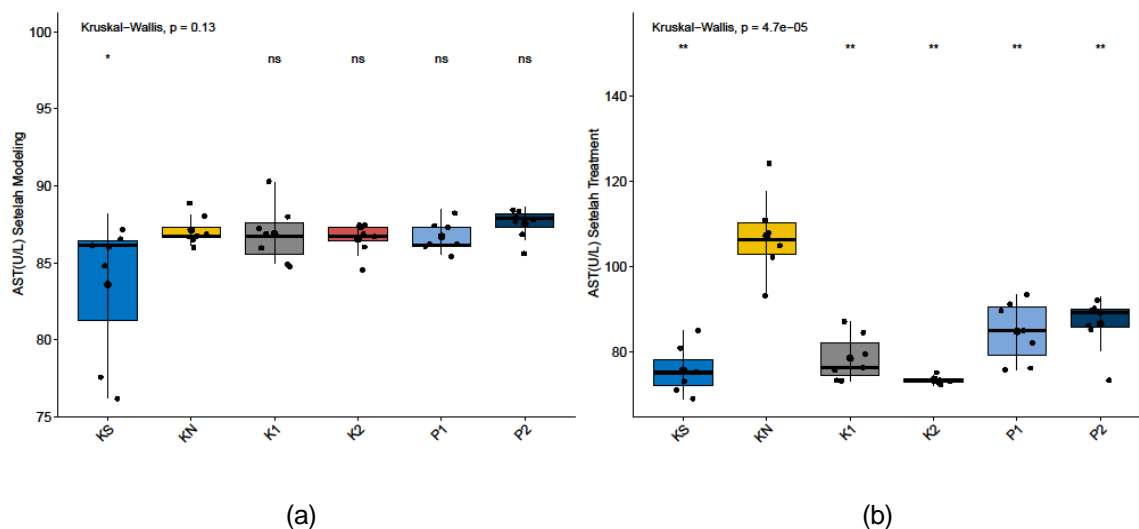 Kruskal−Wallis, p = 0.13
* ns ns ns ns
100
95
90
85
80
75
AST(U/L) Setelah Modeling
KS KN K1 K2 P1 P2
(a)
Kruskal−Wallis, p = 4.7e−05
** ** ** ** **
140
120
100
80
AST(U/L) Setelah Treatment
KS KN K1 K2 P1 P2
(b)